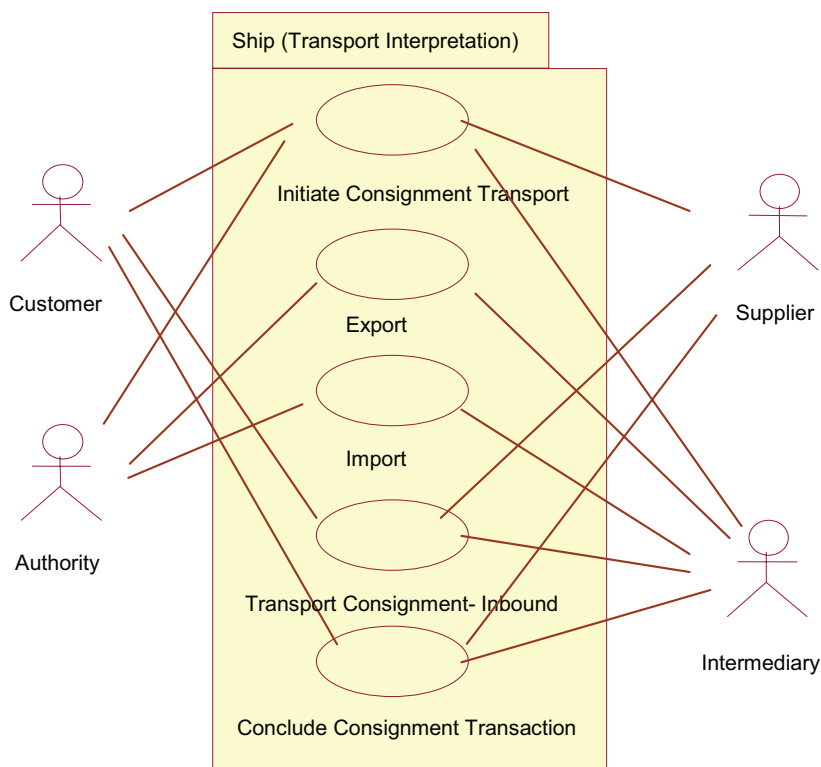 Ship (Transport Interpretation)
Initiate Consignment Transport
Customer
Supplier
Export
Import
Authority
Transport Consignment- Inbound
Intermediary
Conclude Consignment Transaction